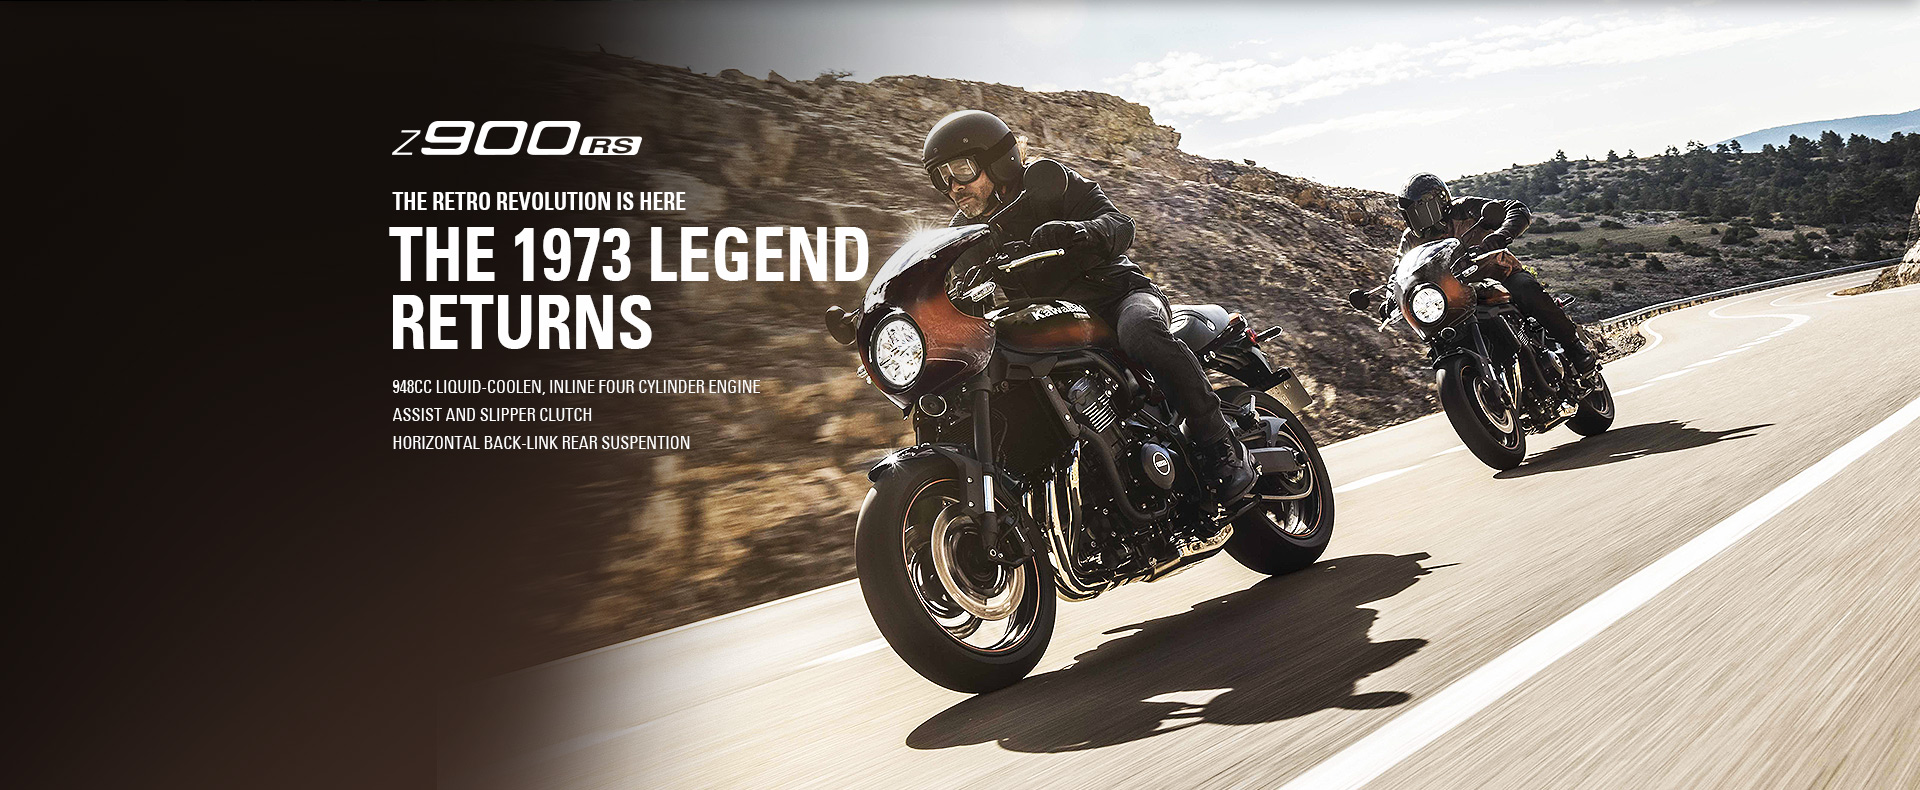 Z900RS
THE RETRO REVOLUTION IS HERE
THE 1973 LEGEND
RETURNS
948CC LIQUID-COOLEN, INLINE FOUR CYLINDER ENGINE
ASSIST AND SLIPPER CLUTCH
HORIZONTAL BACK-LINK REAR SUSPENTION
Kawasaki